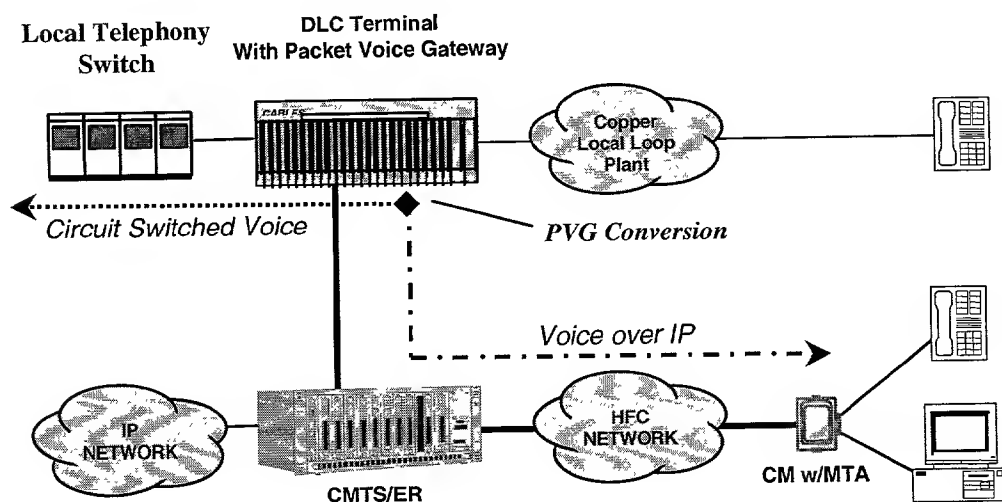 Local Telephony
Switch
DLC Terminal
With Packet Voice Gateway
CABLES
Copper
Local Loop
Plant
Circuit Switched Voice
PVG Conversion
Voice over IP
IP
NETWORK
CMTS/ER
HFC
NETWORK
CM w/MTA